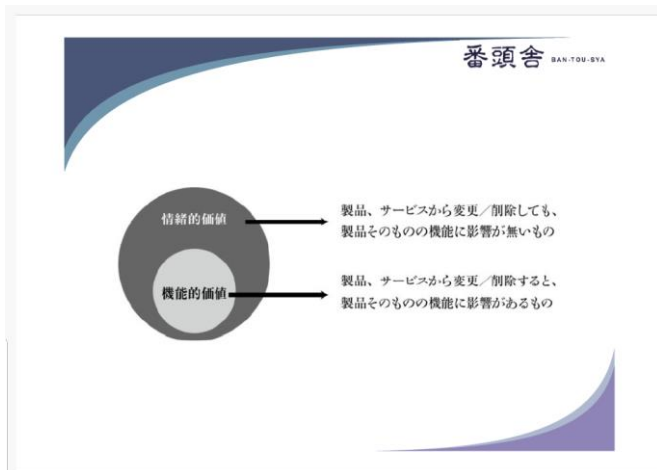 番頭舎 BAN-TOU-SYA
情緒的価値
製品、サービスから変更／削除しても、
製品そのものの機能に影響が無いもの
機能的価値
製品、サービスから変更／削除すると、
製品そのものの機能に影響があるもの